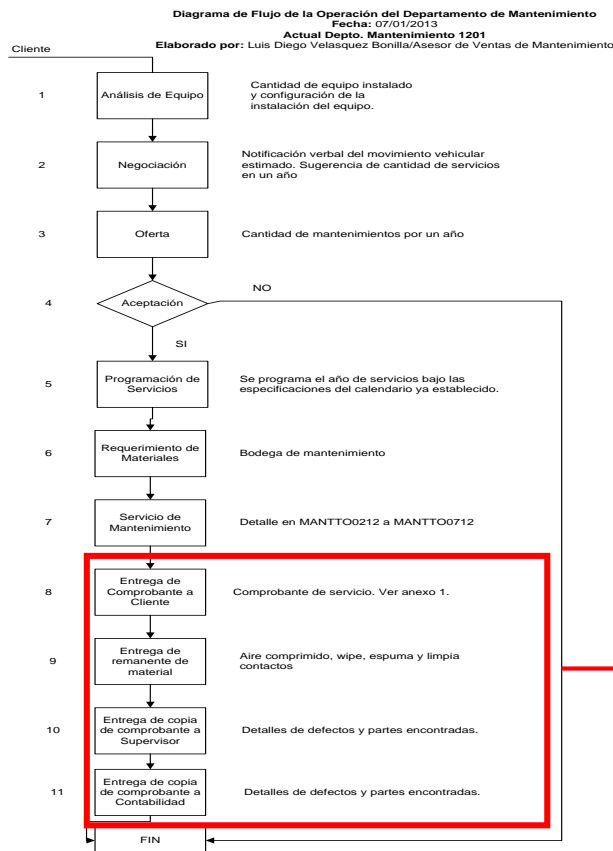 Diagrama de Flujo de la Operación del Departamento de Mantenimiento
Fecha: 07/01/2013
Actual Depto. Mantenimiento 1201
Elaborado por: Luis Diego Velasquez Bonilla/Asesor de Ventas de Mantenimiento
Cliente
1
Análisis de Equipo
Cantidad de equipo instalado
y configuración de la
instalación del equipo.
2
Negociación
Notificación verbal del movimiento vehicular
estimado. Sugerencia de cantidad de servicios
en un año
3
Oferta
Cantidad de mantenimientos por un año
4
Aceptación
NO
SI
5
Programación de
Servicios
Se programa el año de servicios bajo las
especificaciones del calendario ya establecido.
6
Requerimiento de
Materiales
Bodega de mantenimiento
7
Servicio de
Mantenimiento
Detalle en MANTTO0212 a MANTTO0712
8
Entrega de
Comprobante a
Cliente
Comprobante de servicio. Ver anexo 1.
9
Entrega de
remanente de
material
Aire comprimido, wipe, espuma y limpia
contactos
10
Entrega de copia
de comprobante a
Supervisor
Detalles de defectos y partes encontradas.
11
Entrega de copia
de comprobante a
Contabilidad
Detalles de defectos y partes encontradas.
FIN